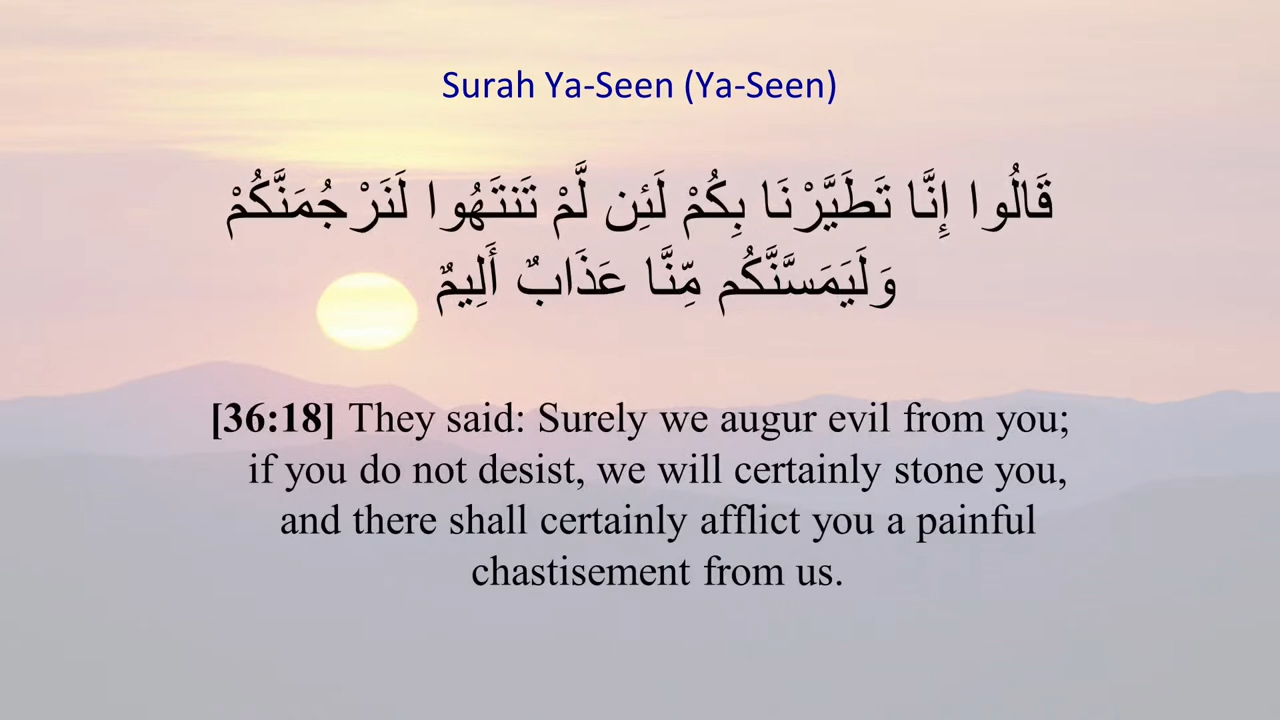 Surah Ya-Seen (Ya-Seen)
قَالُوا إِنَّا تَطَيَّرْنَا بِكُمْ لَئِن لَّمْ تَنتَهُوا لَنَرْجُمَنَّكُمْ
وَلَيَمَسَّنَّكُم مِّنَّا عَذَابٌ أَلِيمٌ
[36:18] They said: Surely we augur evil from you;
if you do not desist, we will certainly stone you,
and there shall certainly afflict you a painful
chastisement from us.